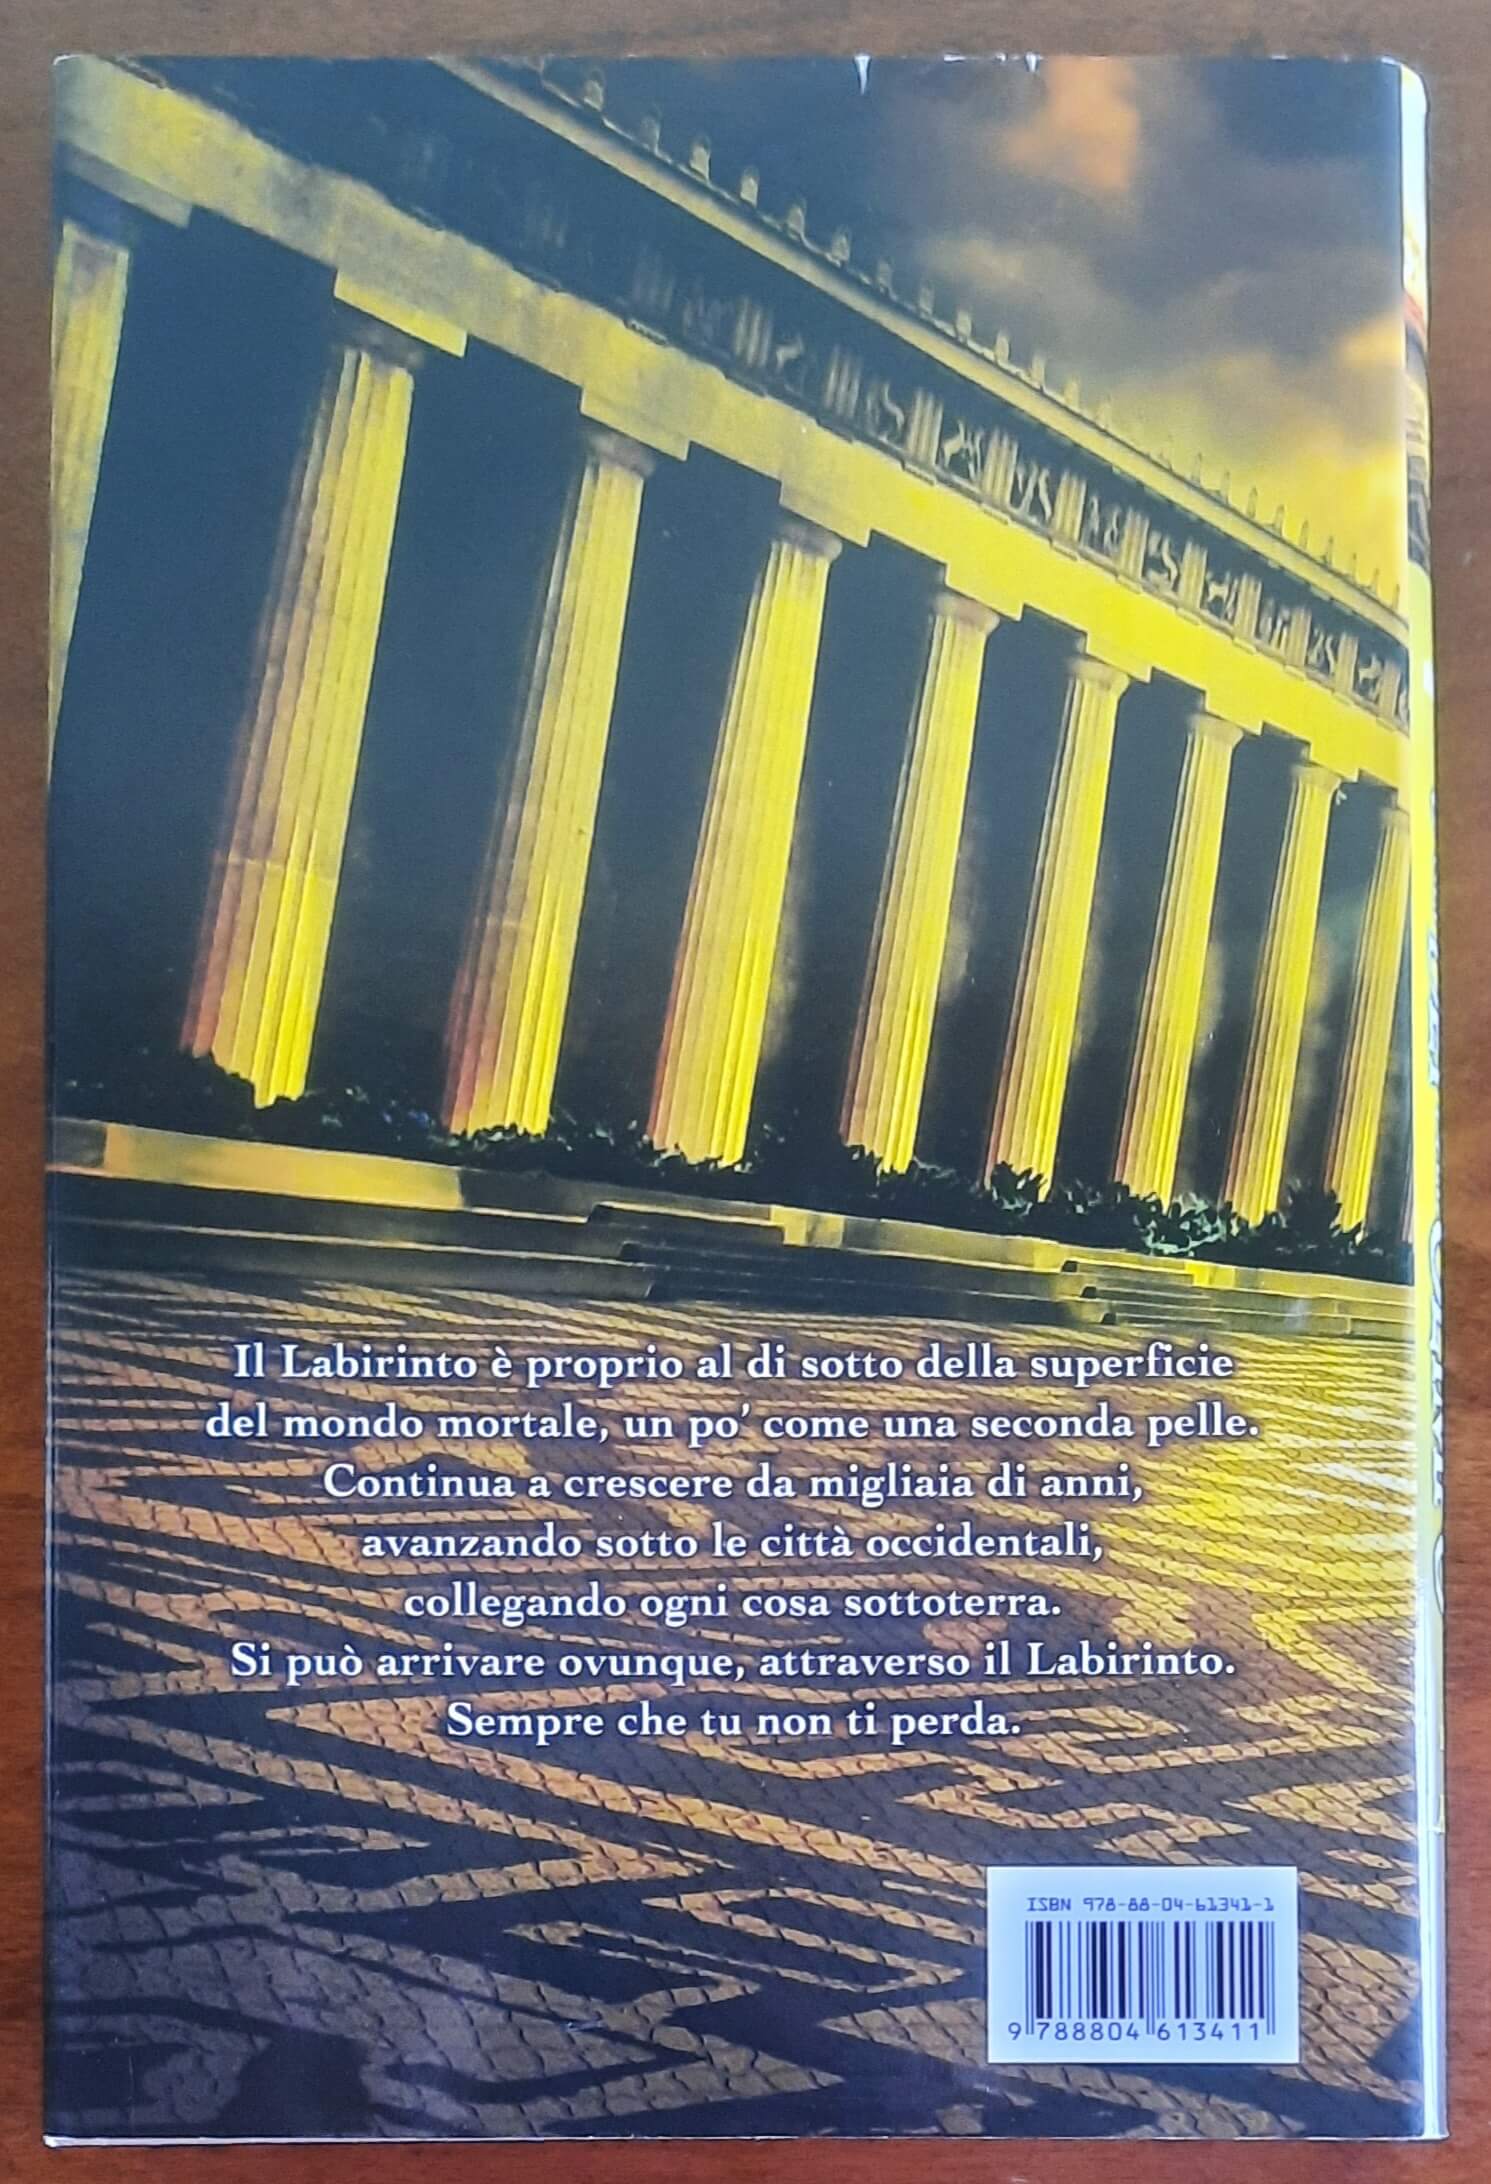 Il Labirinto è proprio al di sotto della superficie
del mondo mortale, un po’ come una seconda pelle.
Continua a crescere da migliaia di anni,
avanzando sotto le città occidentali,
collegando ogni cosa sottoterra.
Si può arrivare ovunque, attraverso il Labirinto.
Sempre che tu non ti perda.
ISBN 978-88-04-61341-1
9 788804 613411